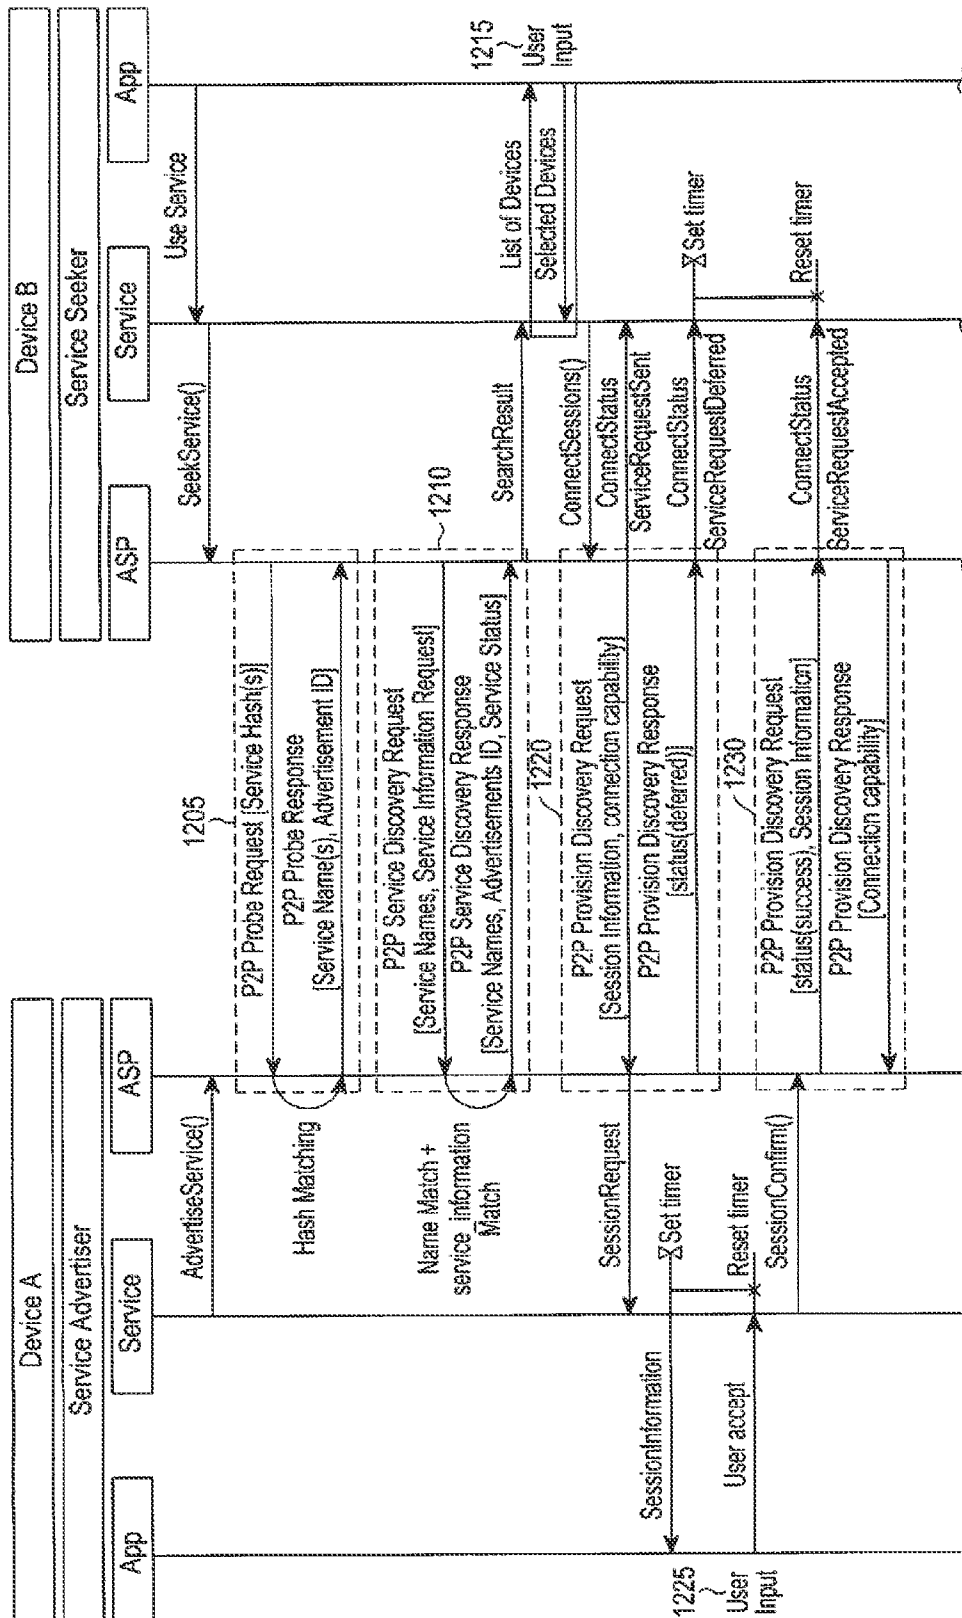 Device A
Service Advertiser
App
Service
ASP
Device B
Service Seeker
ASP
Service
App
AdvertiseService()
Use Service
SeekService()
1205
P2P Probe Request [Service Hash(s)]
P2P Probe Response
[Service Name(s), Advertisement ID]
Hash Matching
1210
P2P Service Discovery Request
[Service Names, Service Information Request]
P2P Service Discovery Response
[Service Names, Advertisements ID, Service Status]
Name Match +
service information
Match
SearchResult
List of Devices
Selected Devices
1215
User
Input
ConnectSessions()
1220
P2P Provision Discovery Request
[Session Information, connection capability]
ConnectStatus
ServiceRequestSent
SessionRequest
P2P Provision Discovery Response
[status(deferred)]
ConnectStatus
ServiceRequestDeferred
Set timer
SessionInformation
Set timer
1225
User
Input
User accept
Reset timer
SessionConfirm()
1230
P2P Provision Discovery Request
[status(success), Session Information]
ConnectStatus
ServiceRequestAccepted
Reset timer
P2P Provision Discovery Response
[Connection capability]